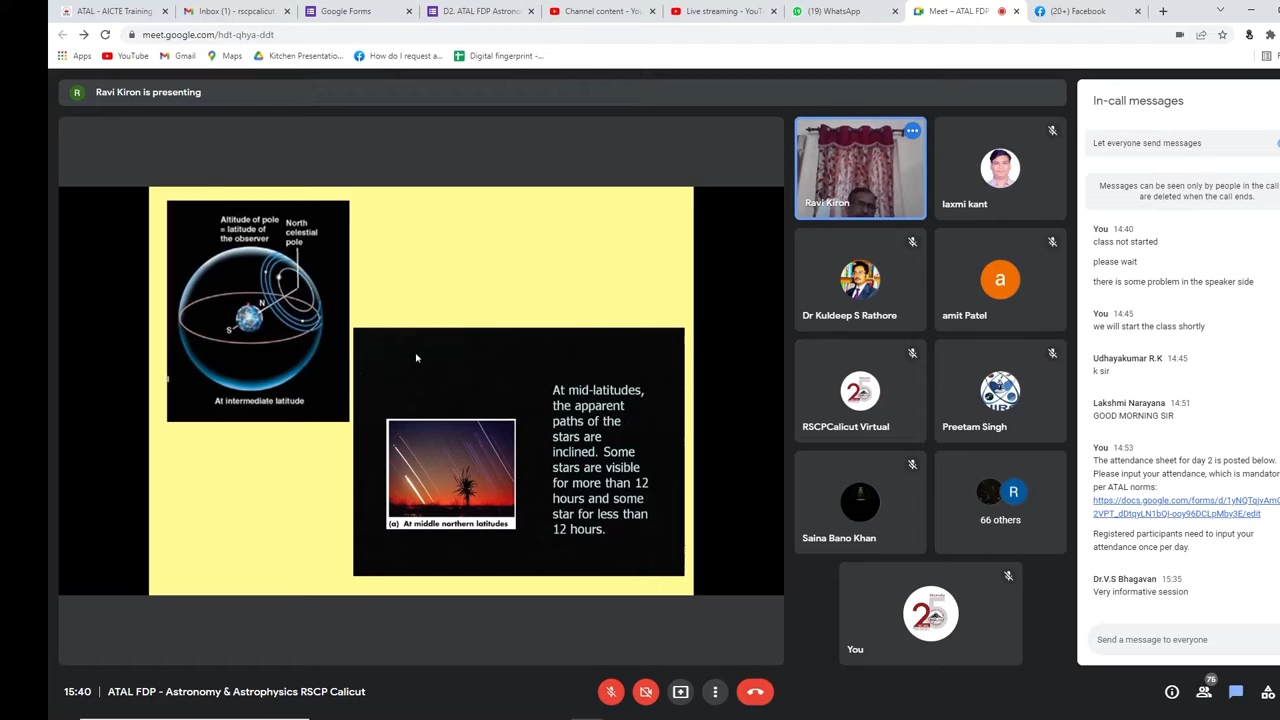 ATAL - AICTE Training
Inbox (1) - rscpcalicut
Google Forms
D2. ATAL FDP Astrono
Channel content - You
Live streaming - YouT
(19) WhatsApp
Meet – ATAL FDP
(20+) Facebook
meet.google.com/hdt-qhya-ddt
Apps
YouTube
Gmail
Maps
Kitchen Presentatio...
How do I request a...
Digital fingerprint -...
R
Ravi Kiron is presenting
Altitude of pole
= latitude of
the observer
North
celestial
pole
N
S
At intermediate latitude
At mid-latitudes,
the apparent
paths of the
stars are
inclined. Some
stars are visible
for more than 12
hours and some
star for less than
12 hours.
(a) At middle northern latitudes
Ravi Kiron
laxmi kant
Dr Kuldeep S Rathore
a
amit Patel
25
RSCPCalicut Virtual
Preetam Singh
Saina Bano Khan
R
66 others
25
You
In-call messages
Let everyone send messages
Messages can be seen only by people in the call
are deleted when the call ends.
You 14:40
class not started
please wait
there is some problem in the speaker side
You 14:45
we will start the class shortly
Udhayakumar R.K 14:45
k sir
Lakshmi Narayana 14:51
GOOD MORNING SIR
You 14:53
The attendance sheet for day 2 is posted below.
Please input your attendance, which is mandator
per ATAL norms:
Registered participants need to input your
attendance once per day.
Dr.V.S Bhagavan 15:35
Very informative session
Send a message to everyone
15:40 | ATAL FDP - Astronomy & Astrophysics RSCP Calicut
76